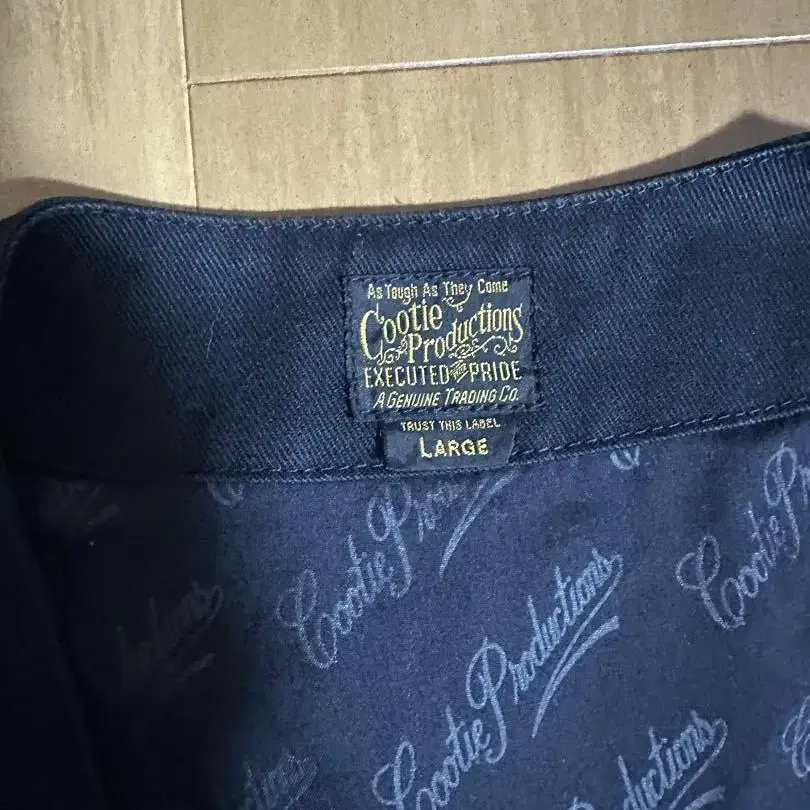 As Tough As They Come
Cootie
Productions
EXECUTED WITH PRIDE
A GENUINE TRADING CO.
TRUST THIS LABEL
LARGE
Cootie Productions
Cootie
Cootie Productions
Productions